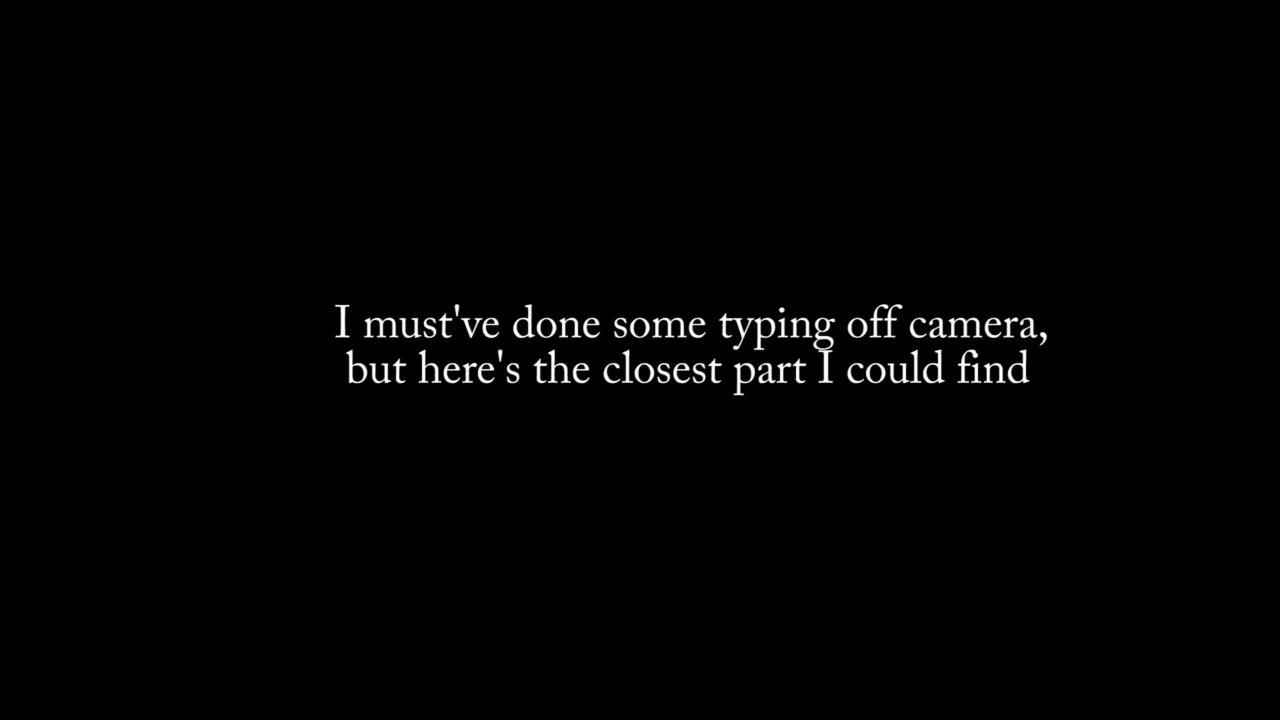 I must've done some typing off camera,
but here's the closest part I could find